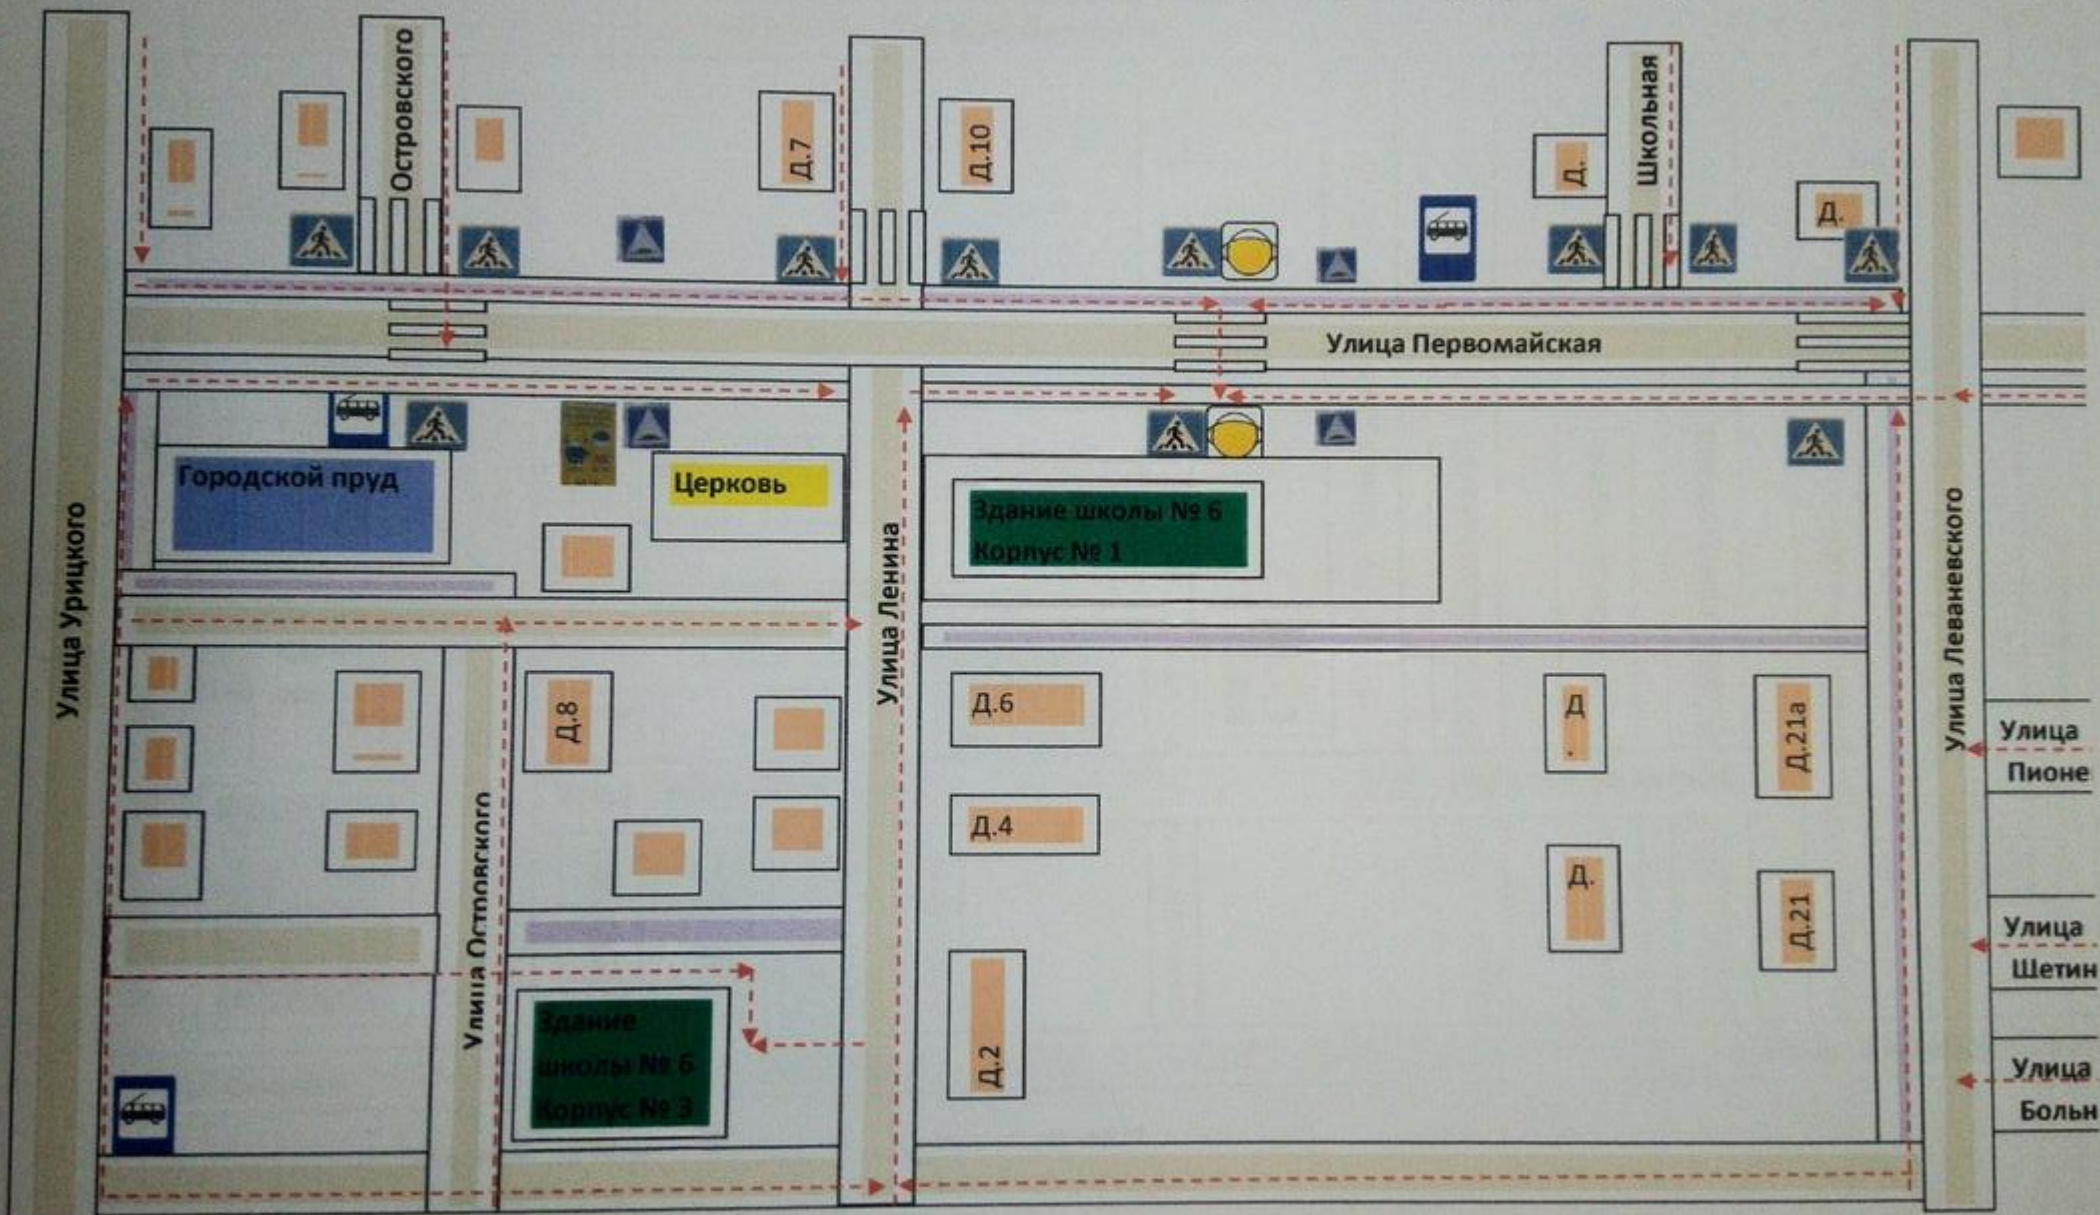 Островского
Д.7
Д.10
Д.
Школьная
Д.
Улица Первомайская
Городской пруд
Церковь
Здание школы № 6
Корпус № 1
Улица Урицкого
Улица Ленина
Улица Леваневского
Д.8
Д.6
Д
.
Д.21а
Улица
Пионе
Улица Островского
Д.4
Д.
Д.21
Улица
Щетин
Здание
школы № 6
Корпус № 3
Д.2
Улица
Больн